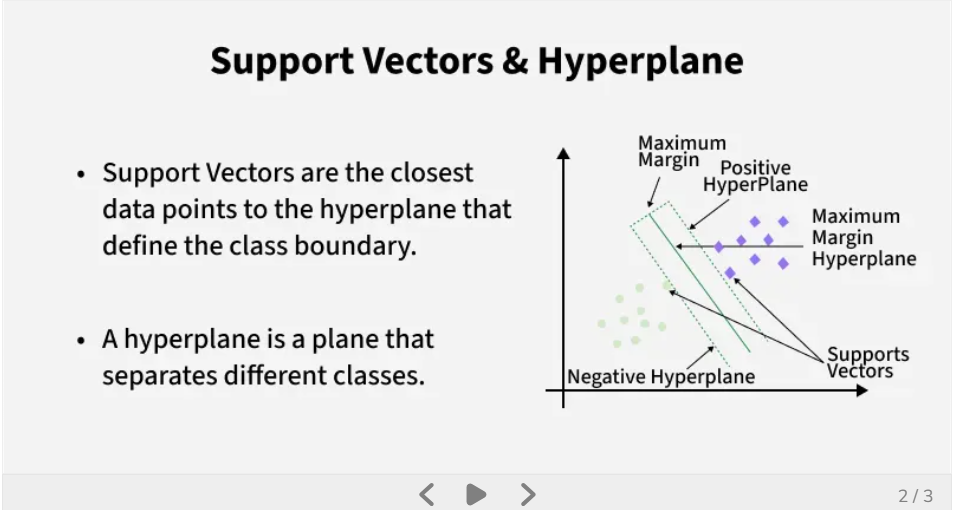 Support Vectors & Hyperplane
• Support Vectors are the closest
data points to the hyperplane that
define the class boundary.
• A hyperplane is a plane that
separates different classes.
Maximum
Margin
Positive
HyperPlane
Maximum
Margin
Hyperplane
Supports
Vectors
Negative Hyperplane
2 / 3